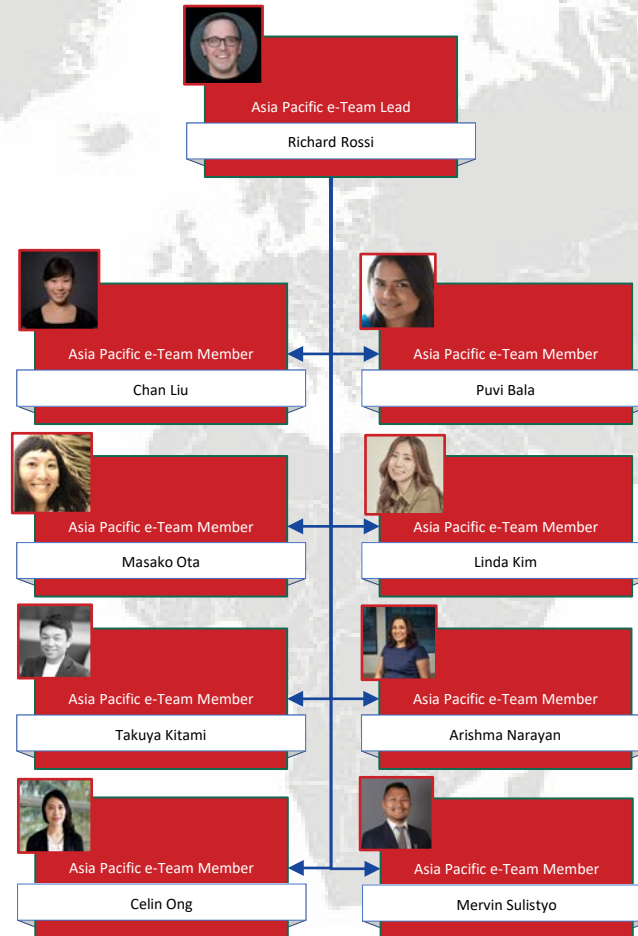 Asia Pacific e-Team Lead
Richard Rossi
Asia Pacific e-Team Member
Chan Liu
Asia Pacific e-Team Member
Puvi Bala
Asia Pacific e-Team Member
Masako Ota
Asia Pacific e-Team Member
Linda Kim
Asia Pacific e-Team Member
Takuya Kitami
Asia Pacific e-Team Member
Arishma Narayan
Asia Pacific e-Team Member
Celin Ong
Asia Pacific e-Team Member
Mervin Sulistyo